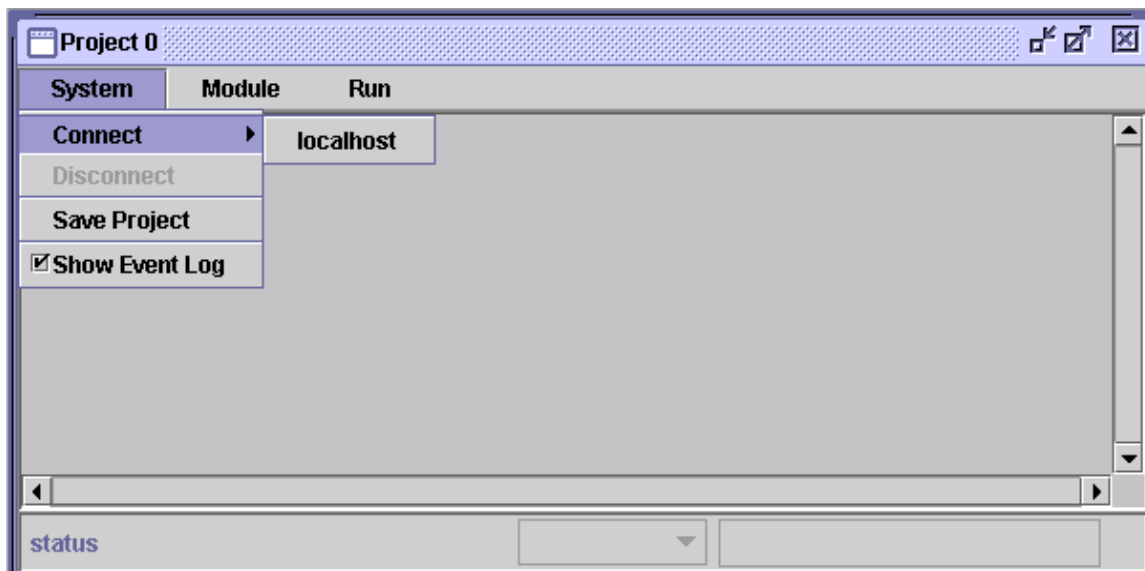 Project 0
System Module Run
Connect localhost
Disconnect
Save Project
Show Event Log
status